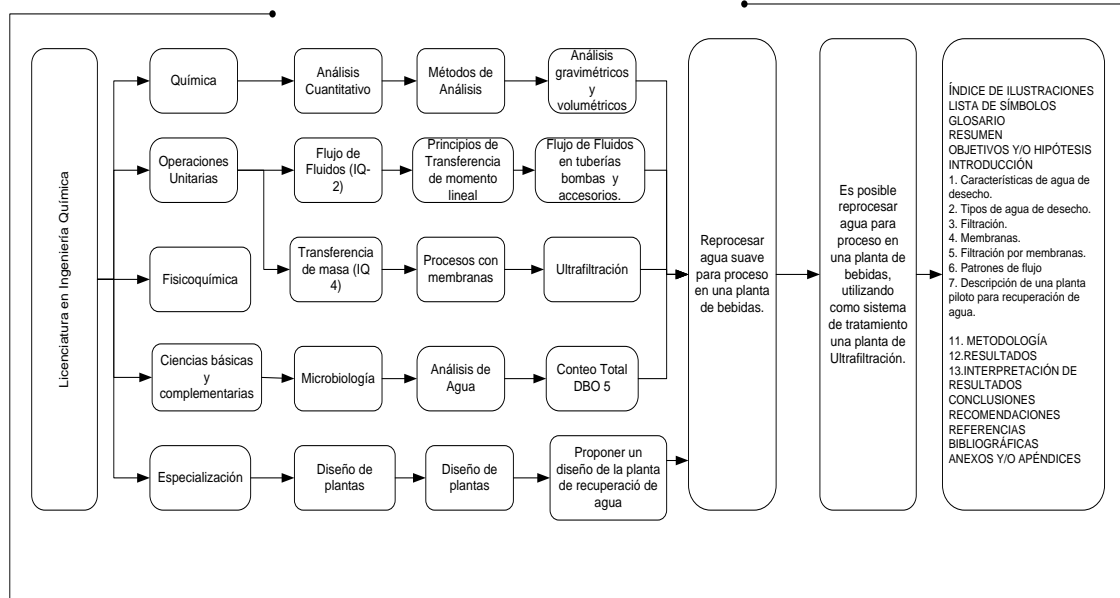 Licenciatura en Ingeniería Química
Química
Análisis
Cuantitativo
Métodos de
Análisis
Análisis
gravimétricos
y
volumétricos
Operaciones
Unitarias
Flujo de
Fluidos (IQ-
2)
Principios de
Transferencia
de momento
lineal
Flujo de Fluidos
en tuberías
bombas y
accesorios.
Fisicoquímica
Transferencia
de masa (IQ
4)
Procesos con
membranas
Ultrafiltración
Ciencias básicas
y
complementarias
Microbiología
Análisis de
Agua
Conteo Total
DBO 5
Especialización
Diseño de
plantas
Diseño de
plantas
Proponer un
diseño de la planta
de recuperació de
agua
Reprocesar
agua suave
para proceso
en una planta
de bebidas.
Es posible
reprocesar
agua para
proceso en
una planta de
bebidas,
utilizando
como sistema
de tratamiento
una planta de
Ultrafiltración.
ÍNDICE DE ILUSTRACIONES
LISTA DE SÍMBOLOS
GLOSARIO
RESUMEN
OBJETIVOS Y/O HIPÓTESIS
INTRODUCCIÓN
1. Características de agua de
desecho.
2. Tipos de agua de desecho.
3. Filtración.
4. Membranas.
5. Filtración por membranas.
6. Patrones de flujo
7. Descripción de una planta
piloto para recuperación de
agua.
11. METODOLOGÍA
12.RESULTADOS
13.INTERPRETACIÓN DE
RESULTADOS
CONCLUSIONES
RECOMENDACIONES
REFERENCIAS
BIBLIOGRÁFICAS
ANEXOS Y/O APÉNDICES